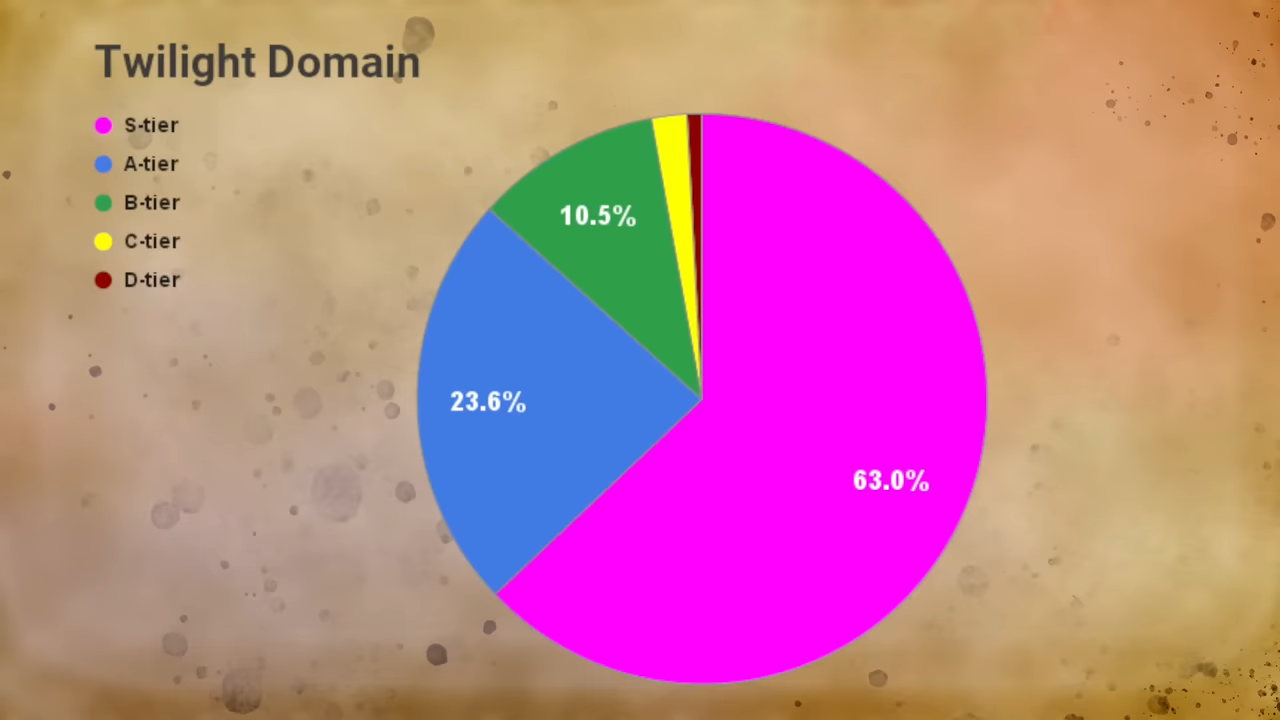 Twilight Domain
S-tier
A-tier
B-tier
C-tier
D-tier
10.5%
23.6%
63.0%